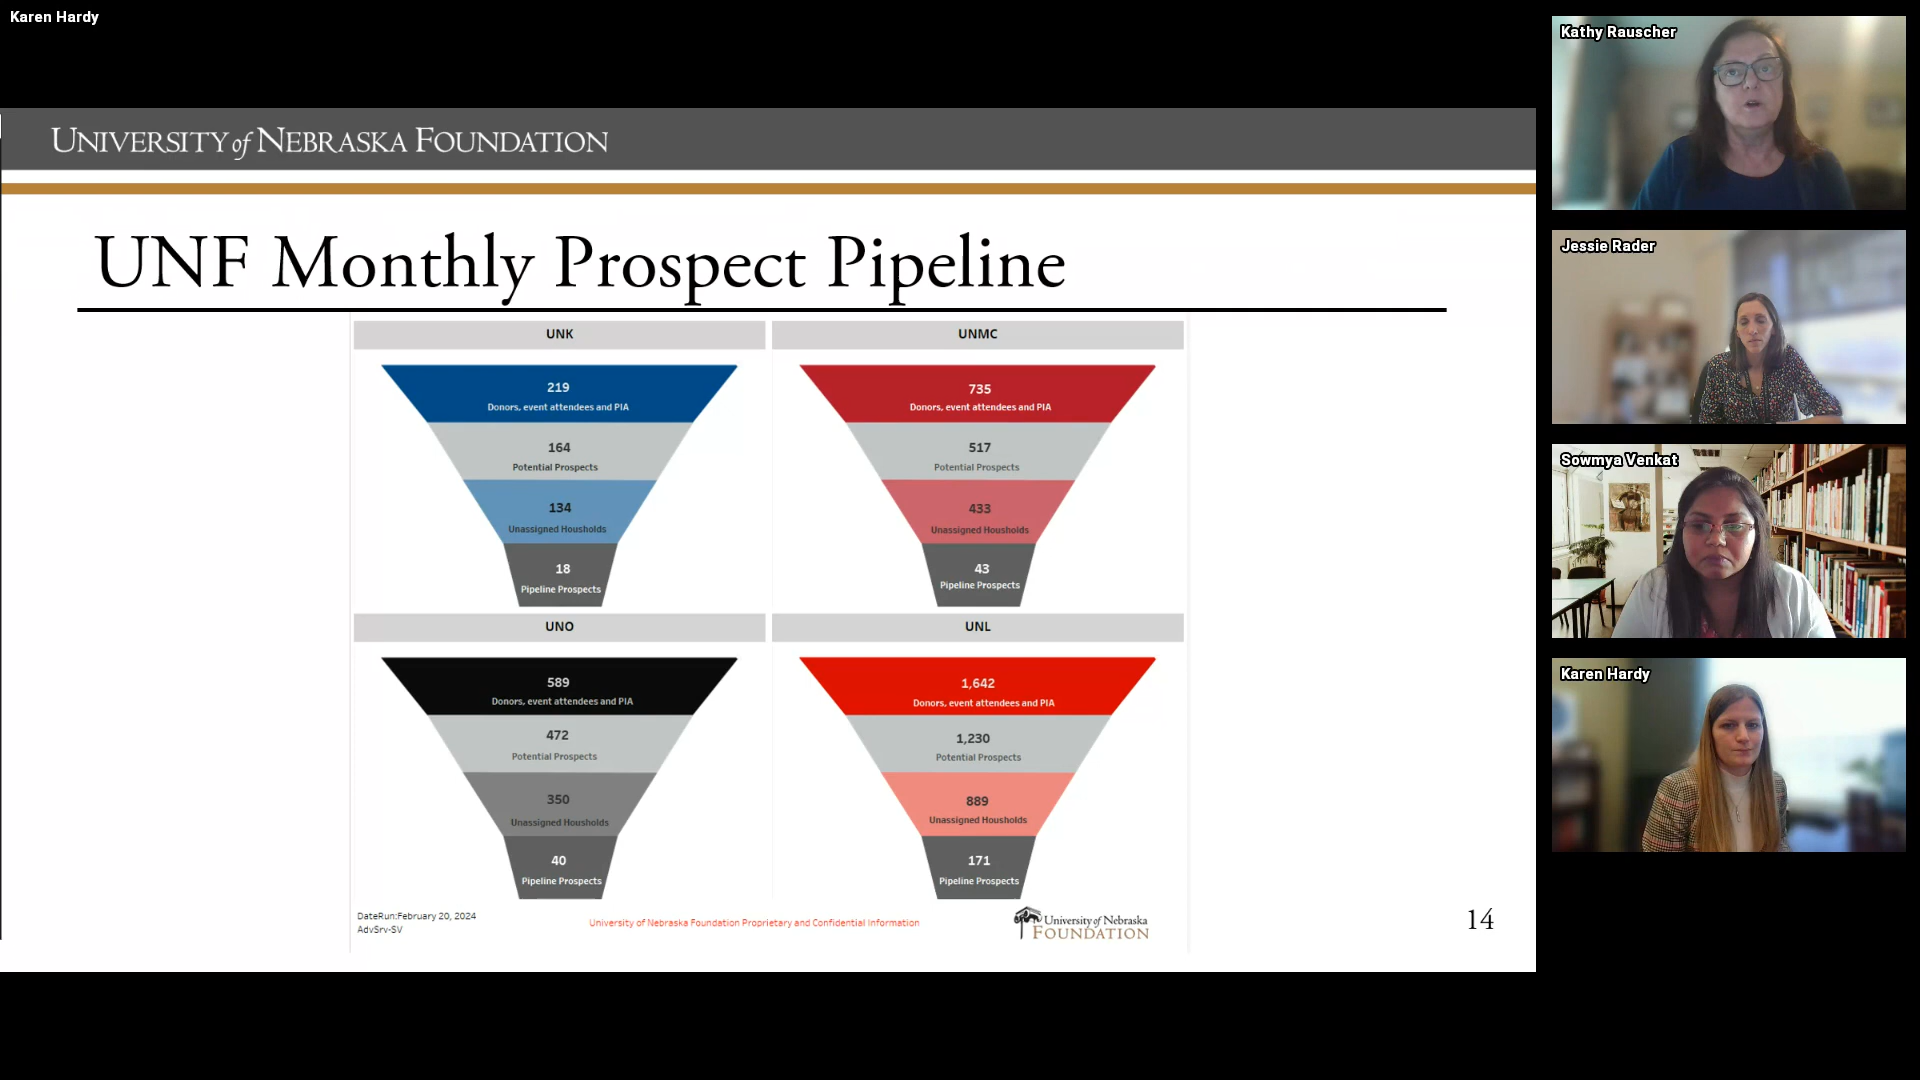 Karen Hardy
UNIVERSITY of NEBRASKA FOUNDATION
UNF Monthly Prospect Pipeline
UNK
219
Donors, event attendees and PIA
164
Potential Prospects
134
Unassigned Housholds
18
Pipeline Prospects
UNMC
735
Donors, event attendees and PIA
517
Potential Prospects
433
Unassigned Housholds
43
Pipeline Prospects
UNO
589
Donors, event attendees and PIA
472
Potential Prospects
350
Unassigned Housholds
40
Pipeline Prospects
UNL
1,642
Donors, event attendees and PIA
1,230
Potential Prospects
889
Unassigned Housholds
171
Pipeline Prospects
DateRun:February 20, 2024
AdvSrv-SV
University of Nebraska Foundation Proprietary and Confidential Information
University of Nebraska
FOUNDATION
14
Kathy Rauscher
Jessie Rader
Sowmya Venkat
Karen Hardy